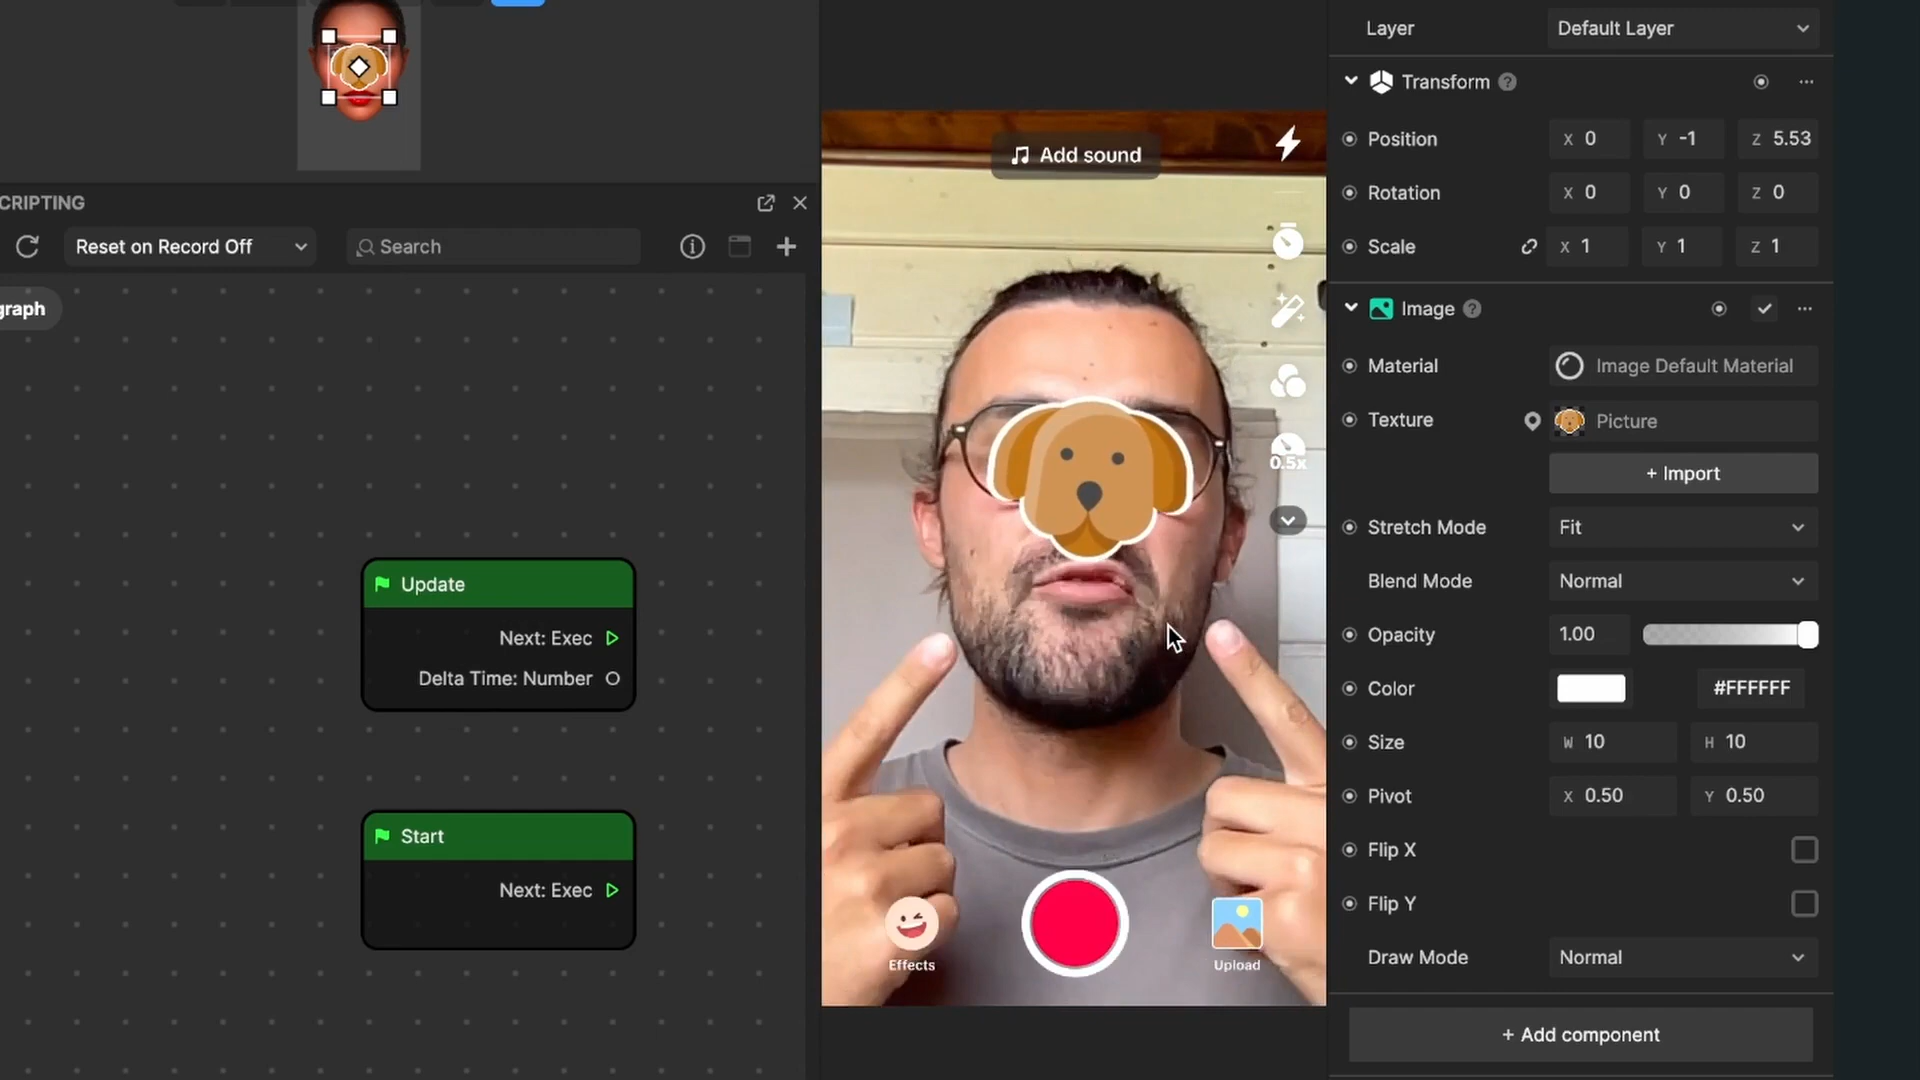 CRIPTING
Reset on Record Off
Search
graph
Update
Next: Exec
Delta Time: Number
Start
Next: Exec
Add sound
0.5x
Effects
Upload
Layer Default Layer
Transform ?
Position X 0 Y -1 Z 5.53
Rotation X 0 Y 0 Z 0
Scale X 1 Y 1 Z 1
Image ?
Material Image Default Material
Texture Picture
+ Import
Stretch Mode Fit
Blend Mode Normal
Opacity 1.00
Color #FFFFFF
Size W 10 H 10
Pivot X 0.50 Y 0.50
Flip X
Flip Y
Draw Mode Normal
+ Add component